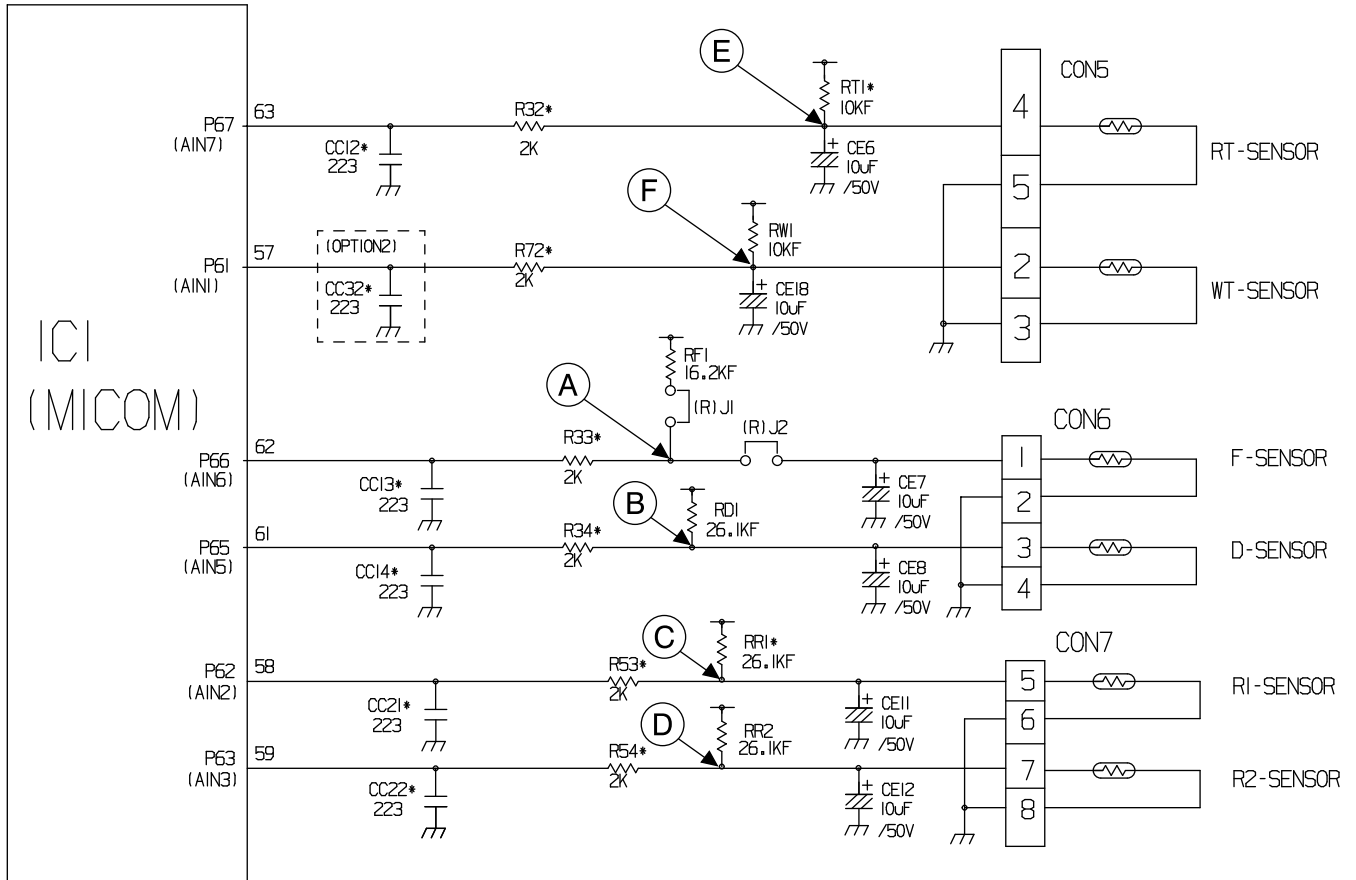 IC1
(MICOM)
P67
(AIN7)
63
CC12*
223
R32*
2K
E
RT1*
10KF
CE6
+
10uF
/50V
CON5
4
5
RT-SENSOR
P61
(AIN1)
57
(OPTION2)
CC32*
223
R72*
2K
F
RW1
10KF
CE18
+
10uF
/50V
2
3
WT-SENSOR
P66
(AIN6)
62
CC13*
223
R33*
2K
A
RF1
16.2KF
(R)J1
(R)J2
CE7
+
10uF
/50V
CON6
1
2
F-SENSOR
P65
(AIN5)
61
CC14*
223
R34*
2K
B
RD1
26.1KF
CE8
+
10uF
/50V
3
4
D-SENSOR
P62
(AIN2)
58
CC21*
223
R53*
2K
C
RR1*
26.1KF
CE11
+
10uF
/50V
CON7
5
6
R1-SENSOR
P63
(AIN3)
59
CC22*
223
R54*
2K
D
RR2
26.1KF
CE12
+
10uF
/50V
7
8
R2-SENSOR